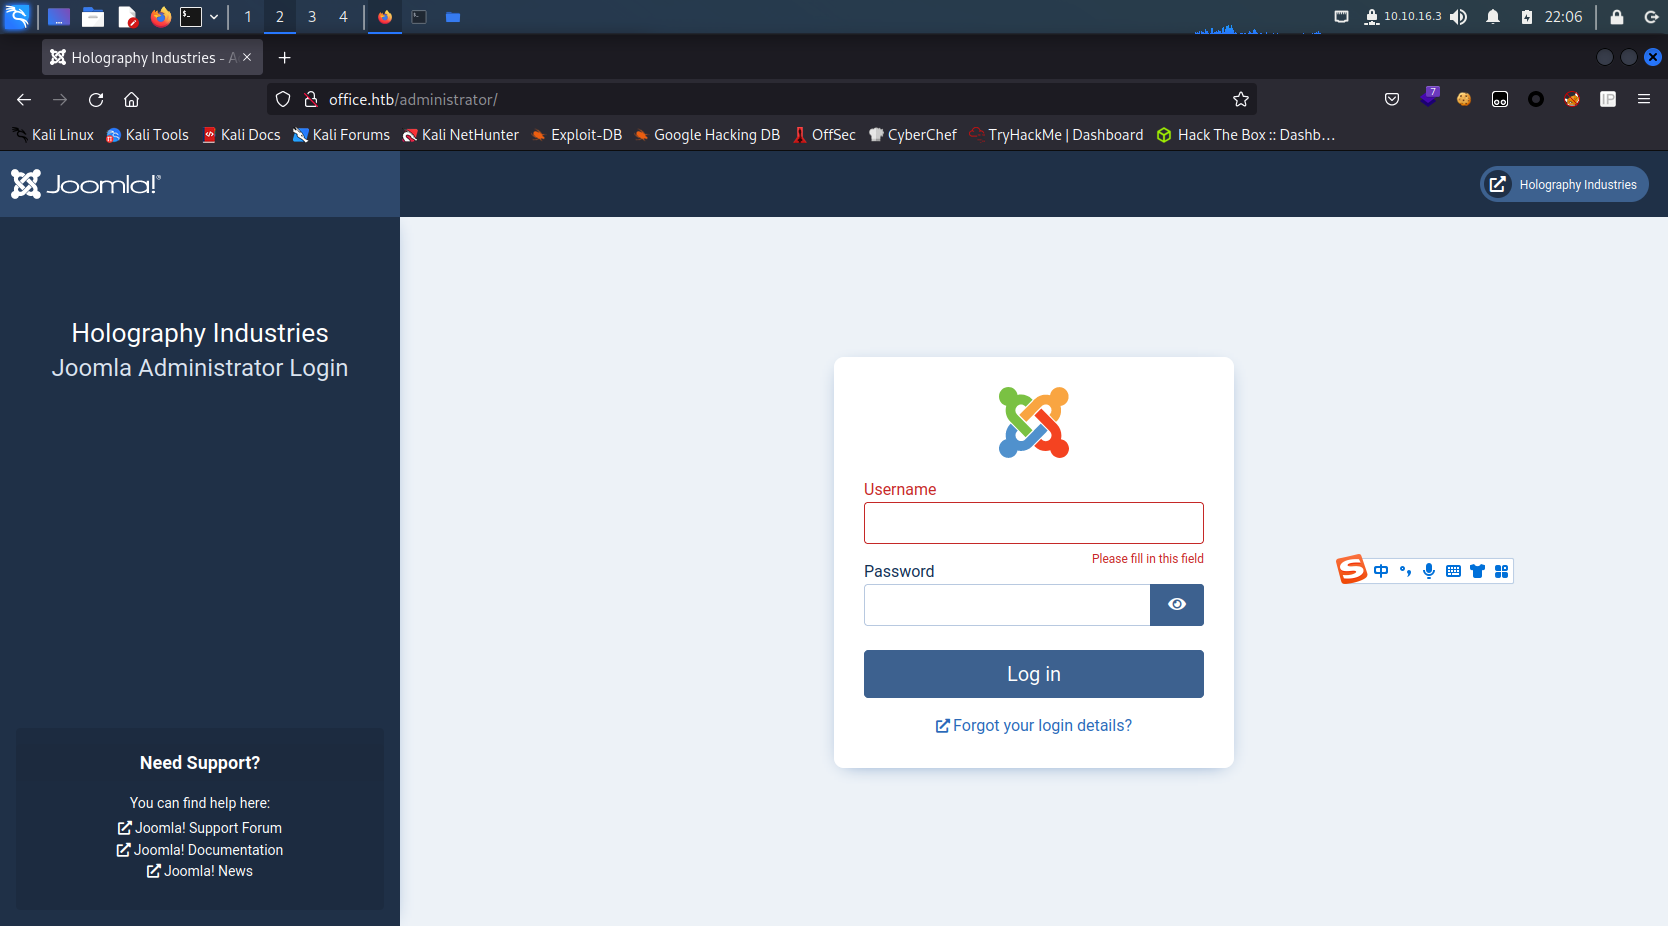 1 2 3 4 10.10.16.3 22:06
Holography Industries - A
office.htb/administrator/
7
IP
Kali Linux Kali Tools Kali Docs Kali Forums Kali NetHunter Exploit-DB Google Hacking DB OffSec CyberChef TryHackMe | Dashboard Hack The Box :: Dashb…
Joomla!®
Holography Industries
Holography Industries
Joomla Administrator Login
Username
Please fill in this field
Password
S中
Log in
Forgot your login details?
Need Support?
You can find help here:
Joomla! Support Forum
Joomla! Documentation
Joomla! News